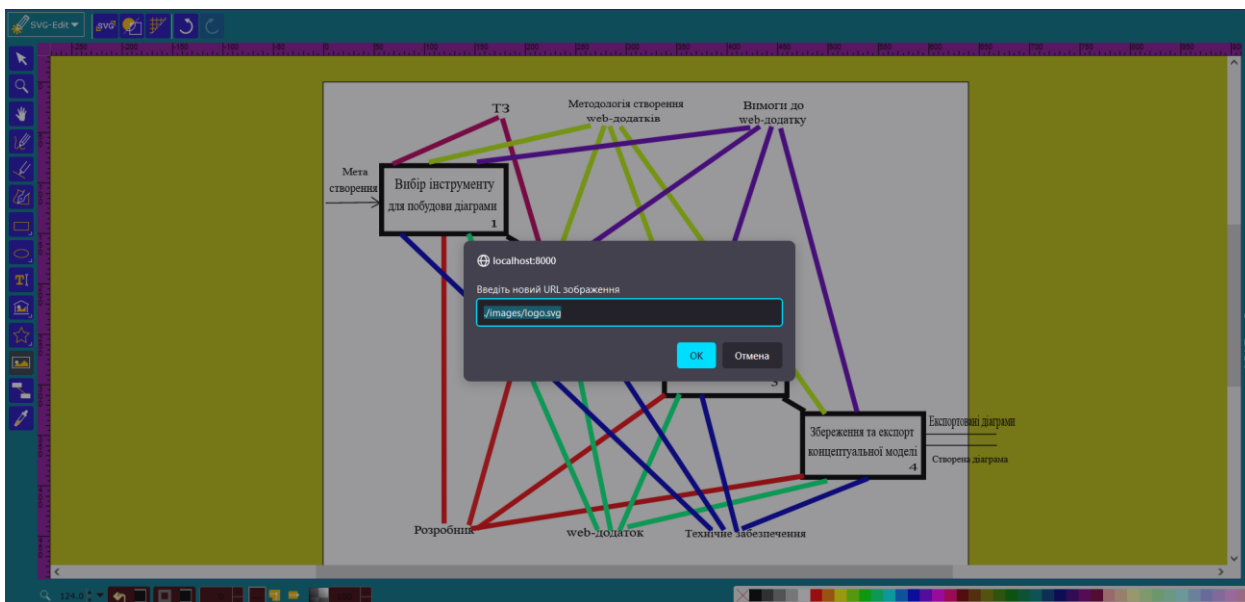 SVG-Edit
svg
ТЗ
Методологія створення
web-додатків
Вимоги до
web-додатку
Мета
створення
Вибір інструменту
для побудови діаграми
1
localhost:8000
Введіть новий URL зображення
./images/logo.svg
OK
Отмена
3
Збереження та експорт
концептуальної моделі
4
Експортовані діаграми
Створена діаграма
Розробник
web-додаток
Технічне забезпечення
124.0